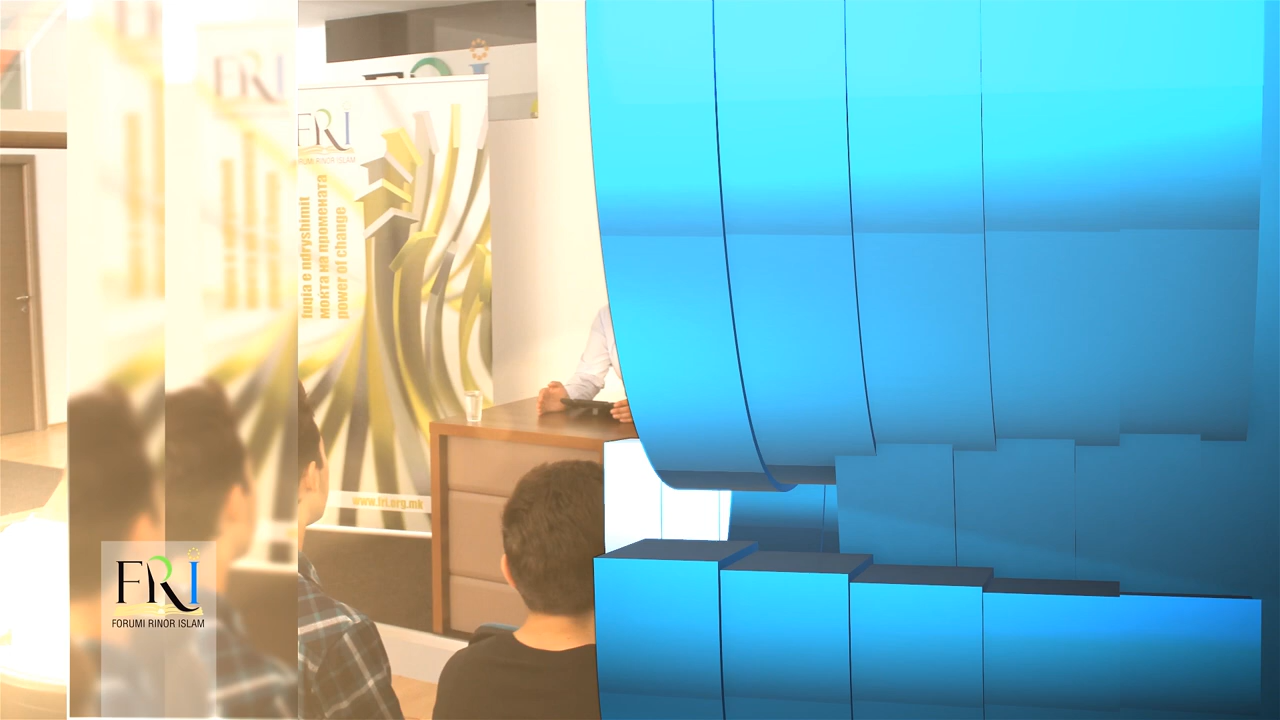 FRI
FRI
FORUMI RINOR ISLAM
fuqia e ndryshimit
моќта на промената
power of change
www.fri.org.mk
FRI
FORUMI RINOR ISLAM